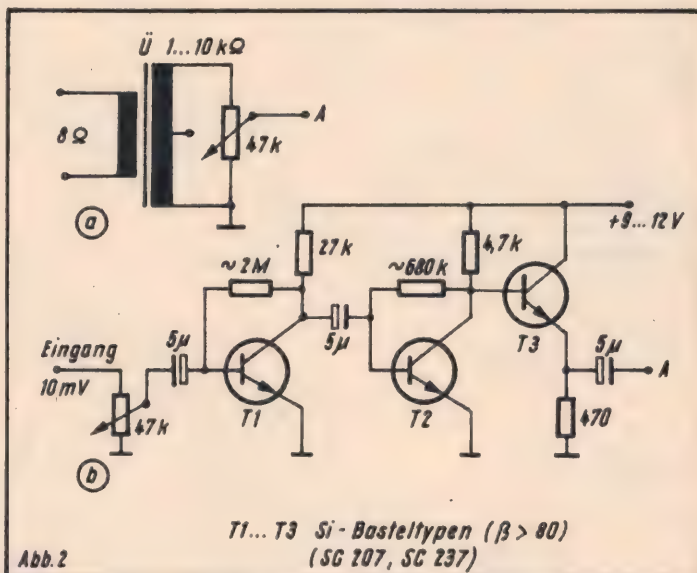 Ü 1...10 kΩ
8 Ω
47k
A
a
+9...12V
~2M
27k
~680k
4,7k
T3
Eingang
10mV
5μ
5μ
5μ
A
47k
T1
T2
470
b
T1... T3 Si-Basteltypen (β > 80)
(SC 207, SC 237)
Abb. 2